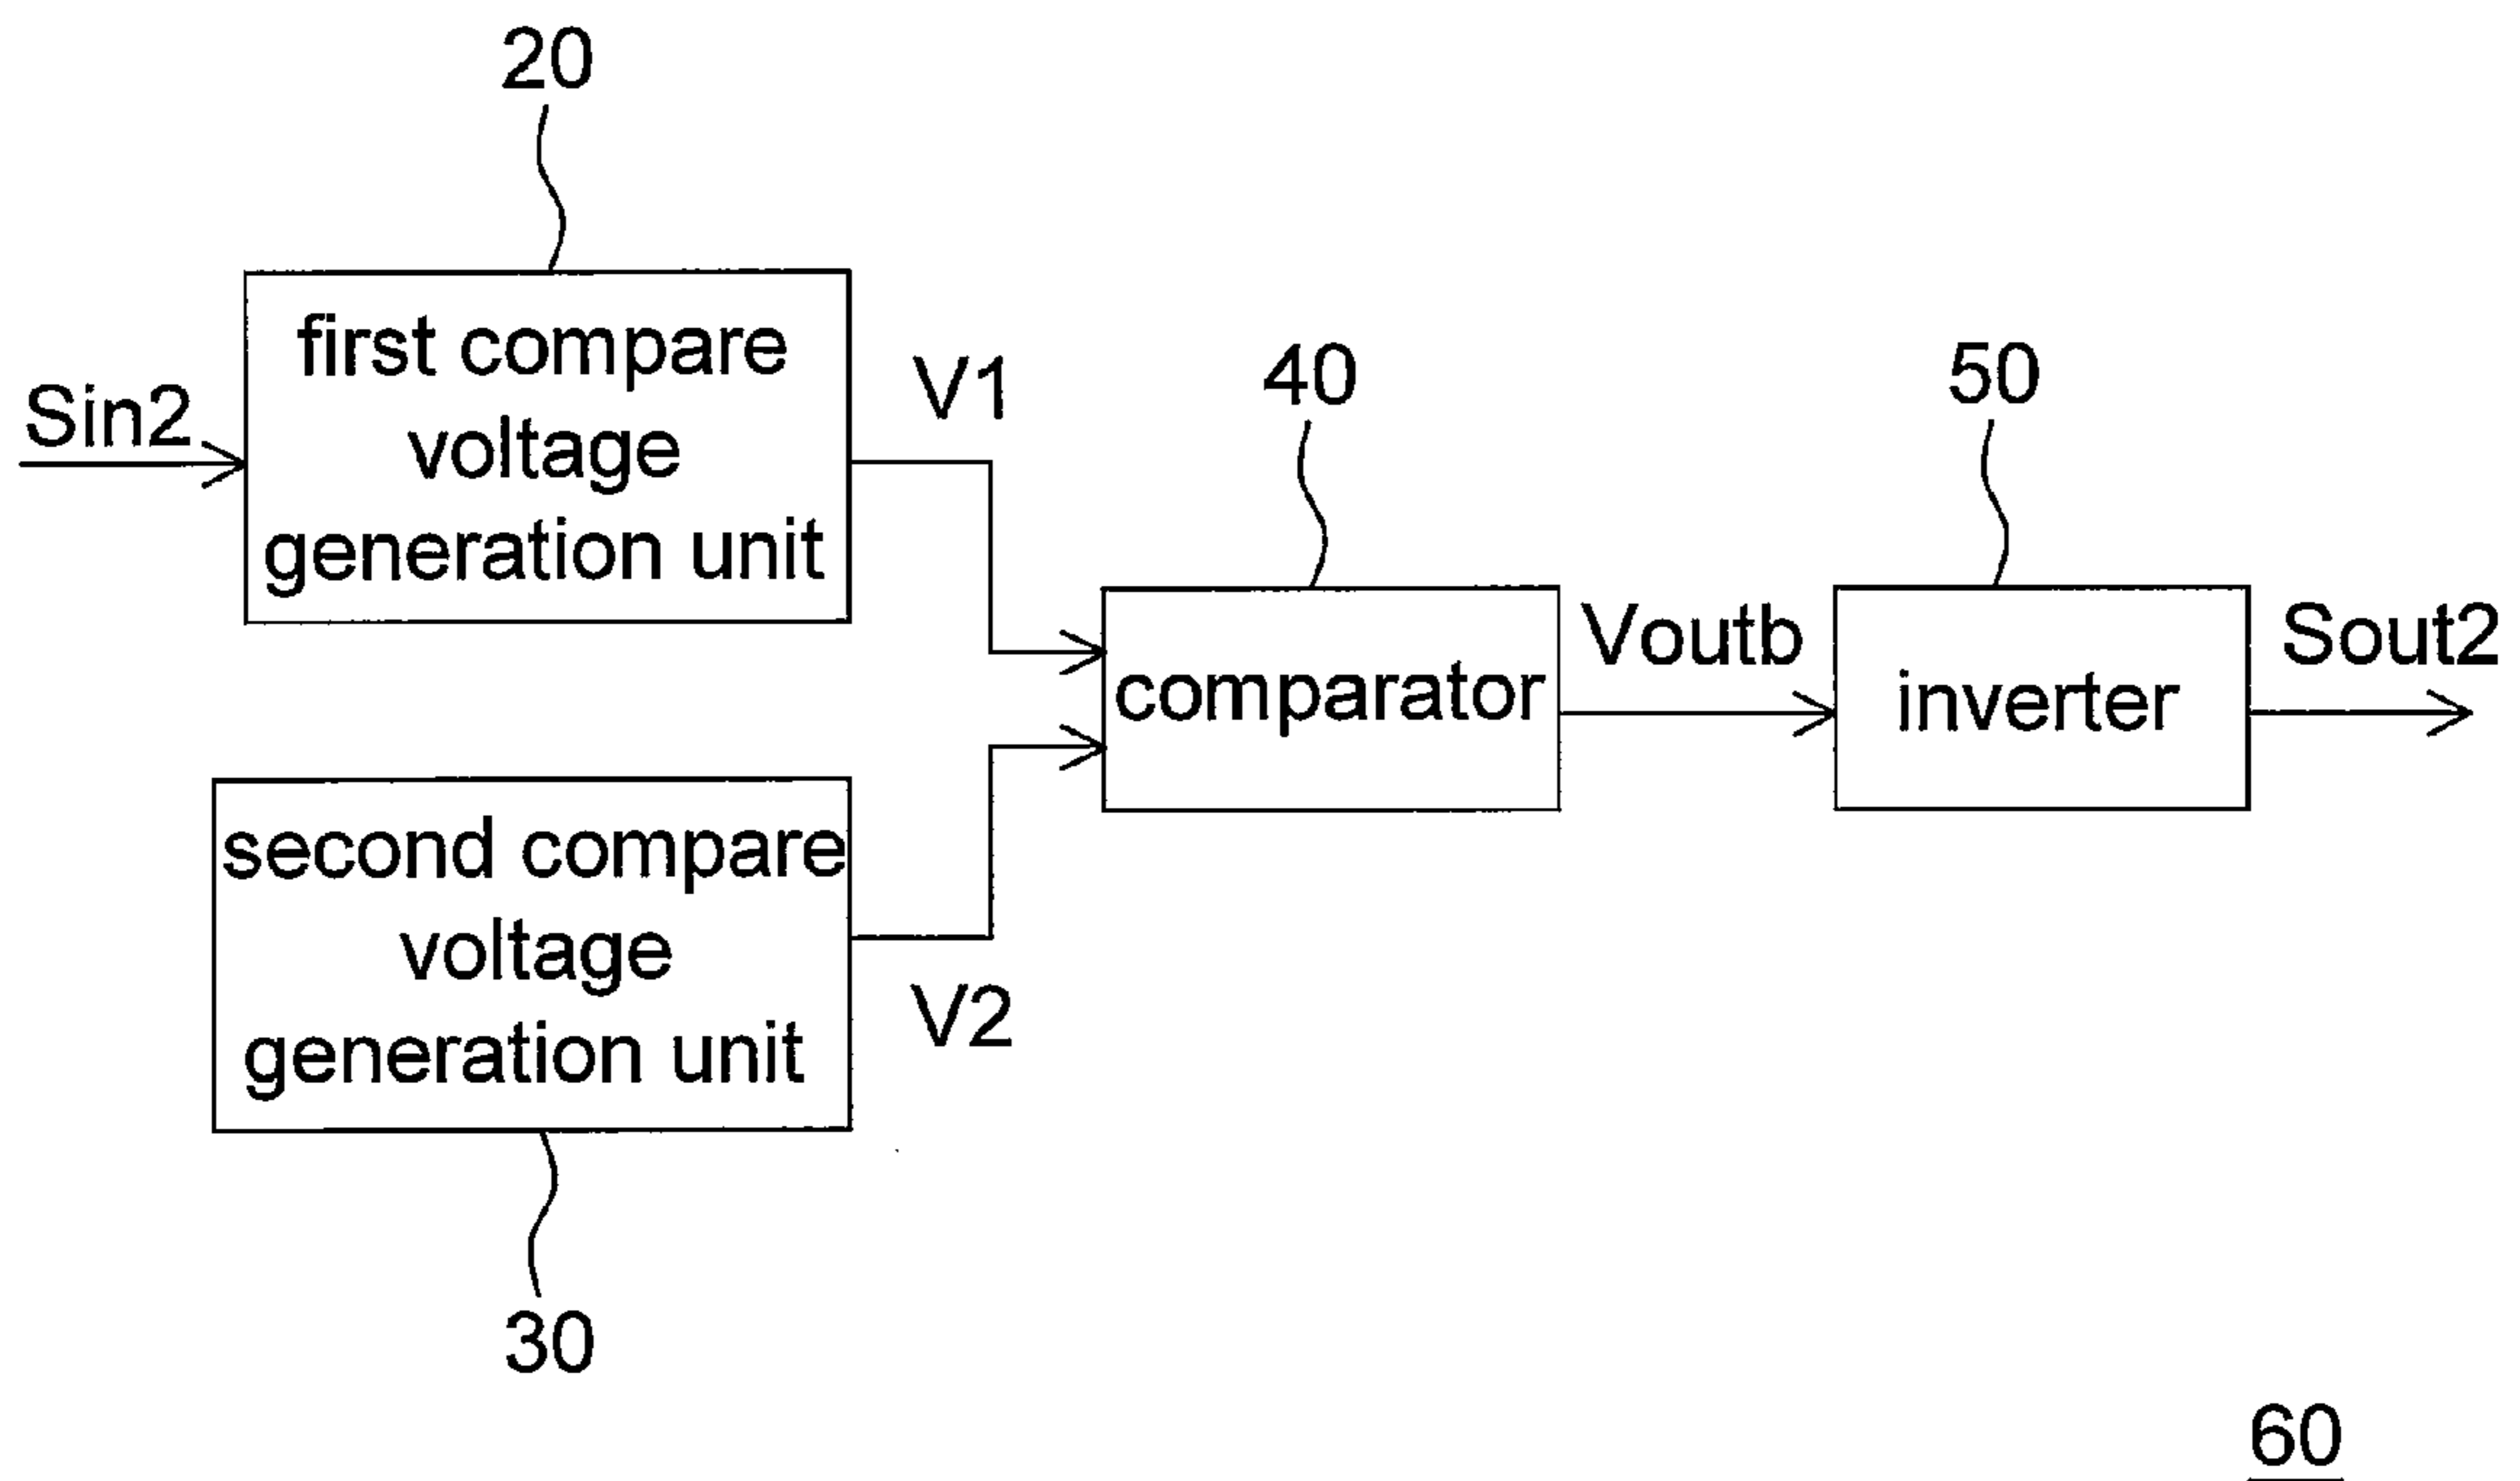 20
first compare
voltage
generation unit
Sin2
V1
40
50
comparator
Voutb
inverter
Sout2
second compare
voltage
generation unit
V2
30
60